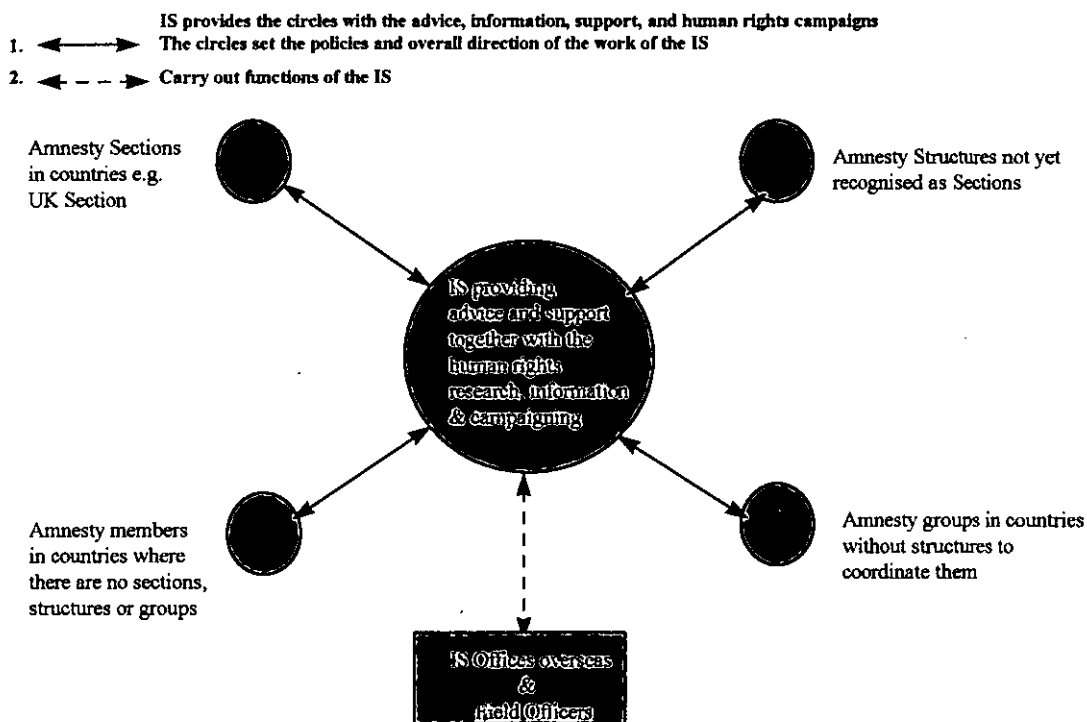 IS provides the circles with the advice, information, support, and human rights campaigns
1. The circles set the policies and overall direction of the work of the IS
2. Carry out functions of the IS
Amnesty Sections
in countries e.g.
UK Section
Amnesty Structures not yet
recognised as Sections
IS providing
advice and support
together with the
human rights
research, information
& campaigning
Amnesty members
in countries where
there are no sections,
structures or groups
Amnesty groups in countries
without structures to
coordinate them
IS Offices overseas
&
Field Officers